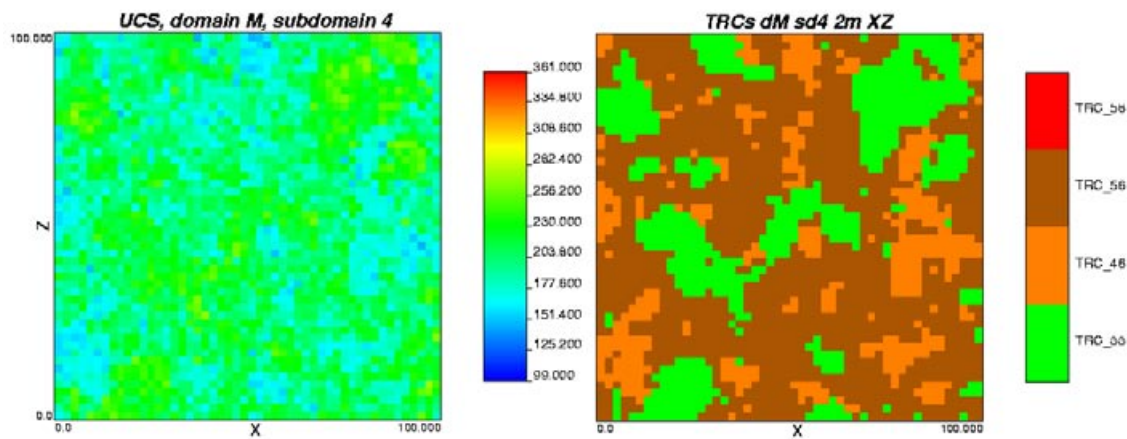 UCS, domain M, subdomain 4
100.000
Z
0.0
0.0
X
100.000
361.000
334.800
308.600
282.400
256.200
230.000
203.800
177.600
151.400
125.200
99.000
TRCs dM sd4 2m XZ
0.0
X
100.000
TRC_56
TRC_56
TRC_46
TRC_55